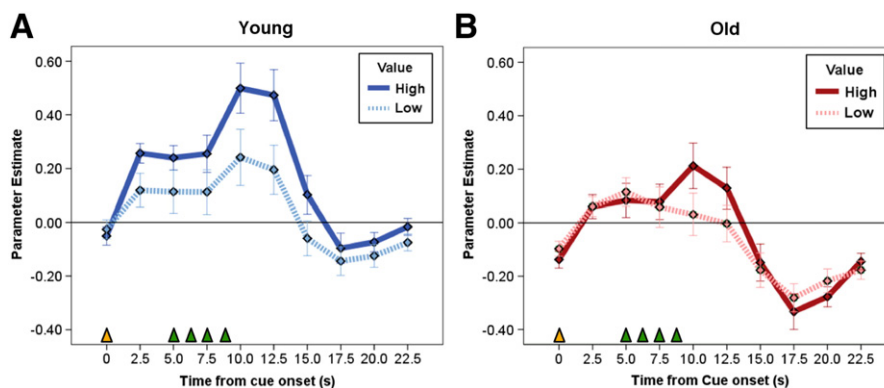 A
Young
Parameter Estimate
0.60
0.40
0.20
0.00
-0.20
-0.40
Value
High
Low
0 2.5 5.0 7.5 10.0 12.5 15.0 17.5 20.0 22.5
Time from cue onset (s)
B
Old
Parameter Estimate
0.60
0.40
0.20
0.00
-0.20
-0.40
Value
High
Low
0 2.5 5.0 7.5 10.0 12.5 15.0 17.5 20.0 22.5
Time from Cue onset (s)